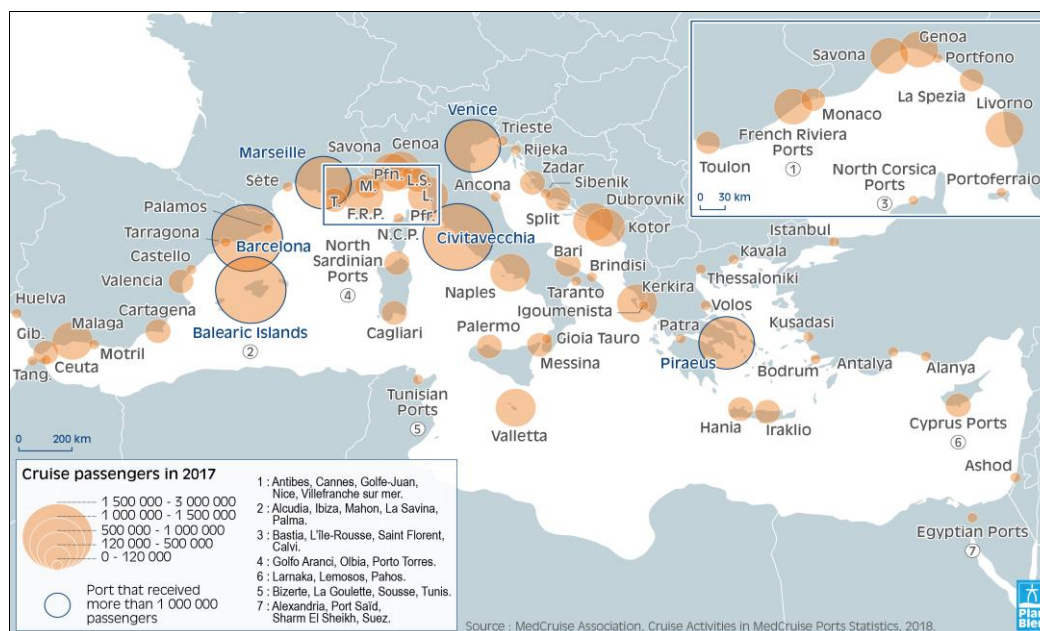 Genoa
Savona
Portfono
La Spezia
Monaco
Livorno
French Riviera
Ports
①
Toulon
North Corsica
Ports
③
Portoferraio
0 30 km
Venice
Trieste
Rijeka
Savona
Genoa
Marseille
Zadar
Sibenik
Pfn.
L.S.
M.
Ancona
Sète
T.
L.
Dubrovnik
F.R.P.
Pfr.
Split
Palamos
Kotor
N.C.P.
Istanbul
Tarragona
Barcelona
Civitavecchia
North
Sardinian
Ports
④
Bari
Kavala
Castello
Brindisi
Thessaloniki
Valencia
Naples
Taranto
Kerkira
Huelva
Igoumenista
Volos
Cartagena
Cagliari
Palermo
Gioia Tauro
Patra
Kusadasi
Gib.
Malaga
Balearic Islands
②
Motril
Messina
Piraeus
Tang.
Ceuta
Bodrum
Antalya
Alanya
Tunisian
Ports
⑤
Valletta
Hania
Iraklio
Cyprus Ports
⑥
0 200 km
Ashod
Egyptian Ports
⑦
Cruise passengers in 2017
1 500 000 - 3 000 000
1 000 000 - 1 500 000
500 000 - 1 000 000
120 000 - 500 000
0 - 120 000
Port that received
more than 1 000 000
passengers
1 : Antibes, Cannes, Golfe-Juan,
Nice, Villefranche sur mer.
2 : Alcudia, Ibiza, Mahon, La Savina,
Palma.
3 : Bastia, L'île-Rousse, Saint Florent,
Calvi.
4 : Golfo Aranci, Olbia, Porto Torres.
6 : Larnaka, Lemosos, Pahos.
5 : Bizerte, La Goulette, Sousse, Tunis.
7 : Alexandria, Port Saïd,
Sharm El Sheikh, Suez.
Source : MedCruise Association, Cruise Activities in MedCruise Ports Statistics, 2018.
Plan
Bleu